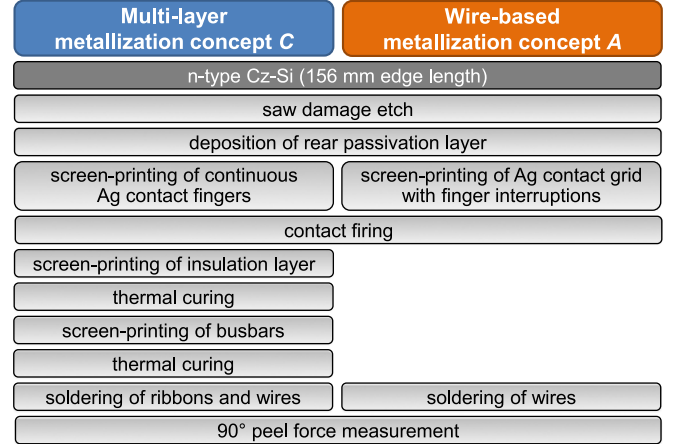 Multi-layer
metallization concept C
Wire-based
metallization concept A
n-type Cz-Si (156 mm edge length)
saw damage etch
deposition of rear passivation layer
screen-printing of continuous
Ag contact fingers
screen-printing of Ag contact grid
with finger interruptions
contact firing
screen-printing of insulation layer
thermal curing
screen-printing of busbars
thermal curing
soldering of ribbons and wires
soldering of wires
90° peel force measurement